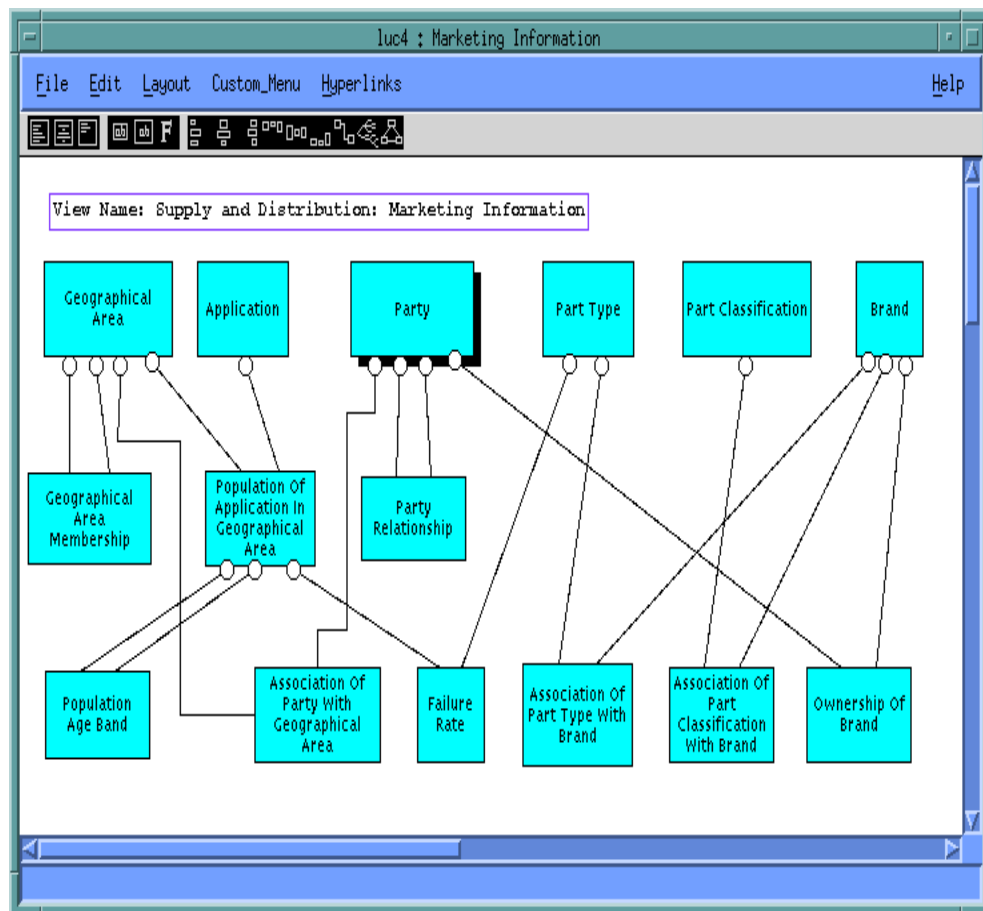 luc4 : Marketing Information
File Edit Layout Custom_Menu Hyperlinks Help
ab ab F
View Name: Supply and Distribution: Marketing Information
Geographical
Area
Application
Party
Part Type
Part Classification
Brand
Geographical
Area
Membership
Population Of
Application In
Geographical
Area
Party
Relationship
Population
Age Band
Association Of
Party With
Geographical
Area
Failure
Rate
Association Of
Part Type With
Brand
Association Of
Part
Classification
With Brand
Ownership Of
Brand